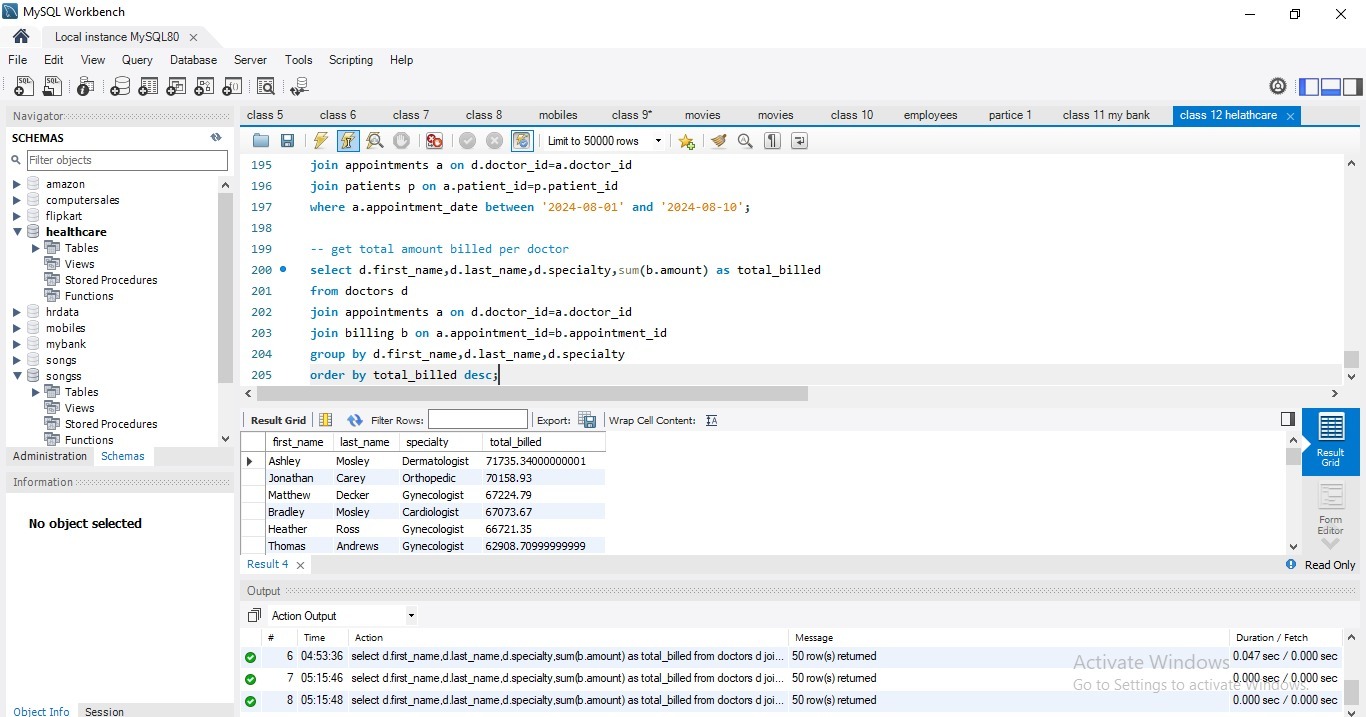 MySQL Workbench
Local instance MySQL80
File Edit View Query Database Server Tools Scripting Help
Navigator
SCHEMAS
Filter objects
amazon
computersales
flipkart
healthcare
Tables
Views
Stored Procedures
Functions
hrdata
mobiles
mybank
songs
songss
Tables
Views
Stored Procedures
Functions
Administration Schemas
Information
No object selected
Object Info Session
class 5 class 6 class 7 class 8 mobiles class 9* movies movies class 10 employees partice 1 class 11 my bank class 12 helathcare
Limit to 50000 rows
195 join appointments a on d.doctor_id=a.doctor_id
196 join patients p on a.patient_id=p.patient_id
197 where a.appointment_date between '2024-08-01' and '2024-08-10';
198
199 -- get total amount billed per doctor
200 select d.first_name,d.last_name,d.specialty,sum(b.amount) as total_billed
201 from doctors d
202 join appointments a on d.doctor_id=a.doctor_id
203 join billing b on a.appointment_id=b.appointment_id
204 group by d.first_name,d.last_name,d.specialty
205 order by total_billed desc;
Result Grid Filter Rows: Export: Wrap Cell Content:
first_name last_name specialty total_billed
Ashley Mosley Dermatologist 71735.34000000001
Jonathan Carey Orthopedic 70158.93
Matthew Decker Gynecologist 67224.79
Bradley Mosley Cardiologist 67073.67
Heather Ross Gynecologist 66721.35
Thomas Andrews Gynecologist 62908.70999999999
Result
Grid
Form
Editor
Result 4
Read Only
Output
Action Output
# Time Action Message Duration / Fetch
6 04:53:36 select d.first_name,d.last_name,d.specialty,sum(b.amount) as total_billed from doctors d joi... 50 row(s) returned 0.047 sec / 0.000 sec
7 05:15:46 select d.first_name,d.last_name,d.specialty,sum(b.amount) as total_billed from doctors d joi... 50 row(s) returned 0.000 sec / 0.000 sec
8 05:15:48 select d.first_name,d.last_name,d.specialty,sum(b.amount) as total_billed from doctors d joi... 50 row(s) returned 0.000 sec / 0.000 sec
Activate Windows
Go to Settings to activate Windows.